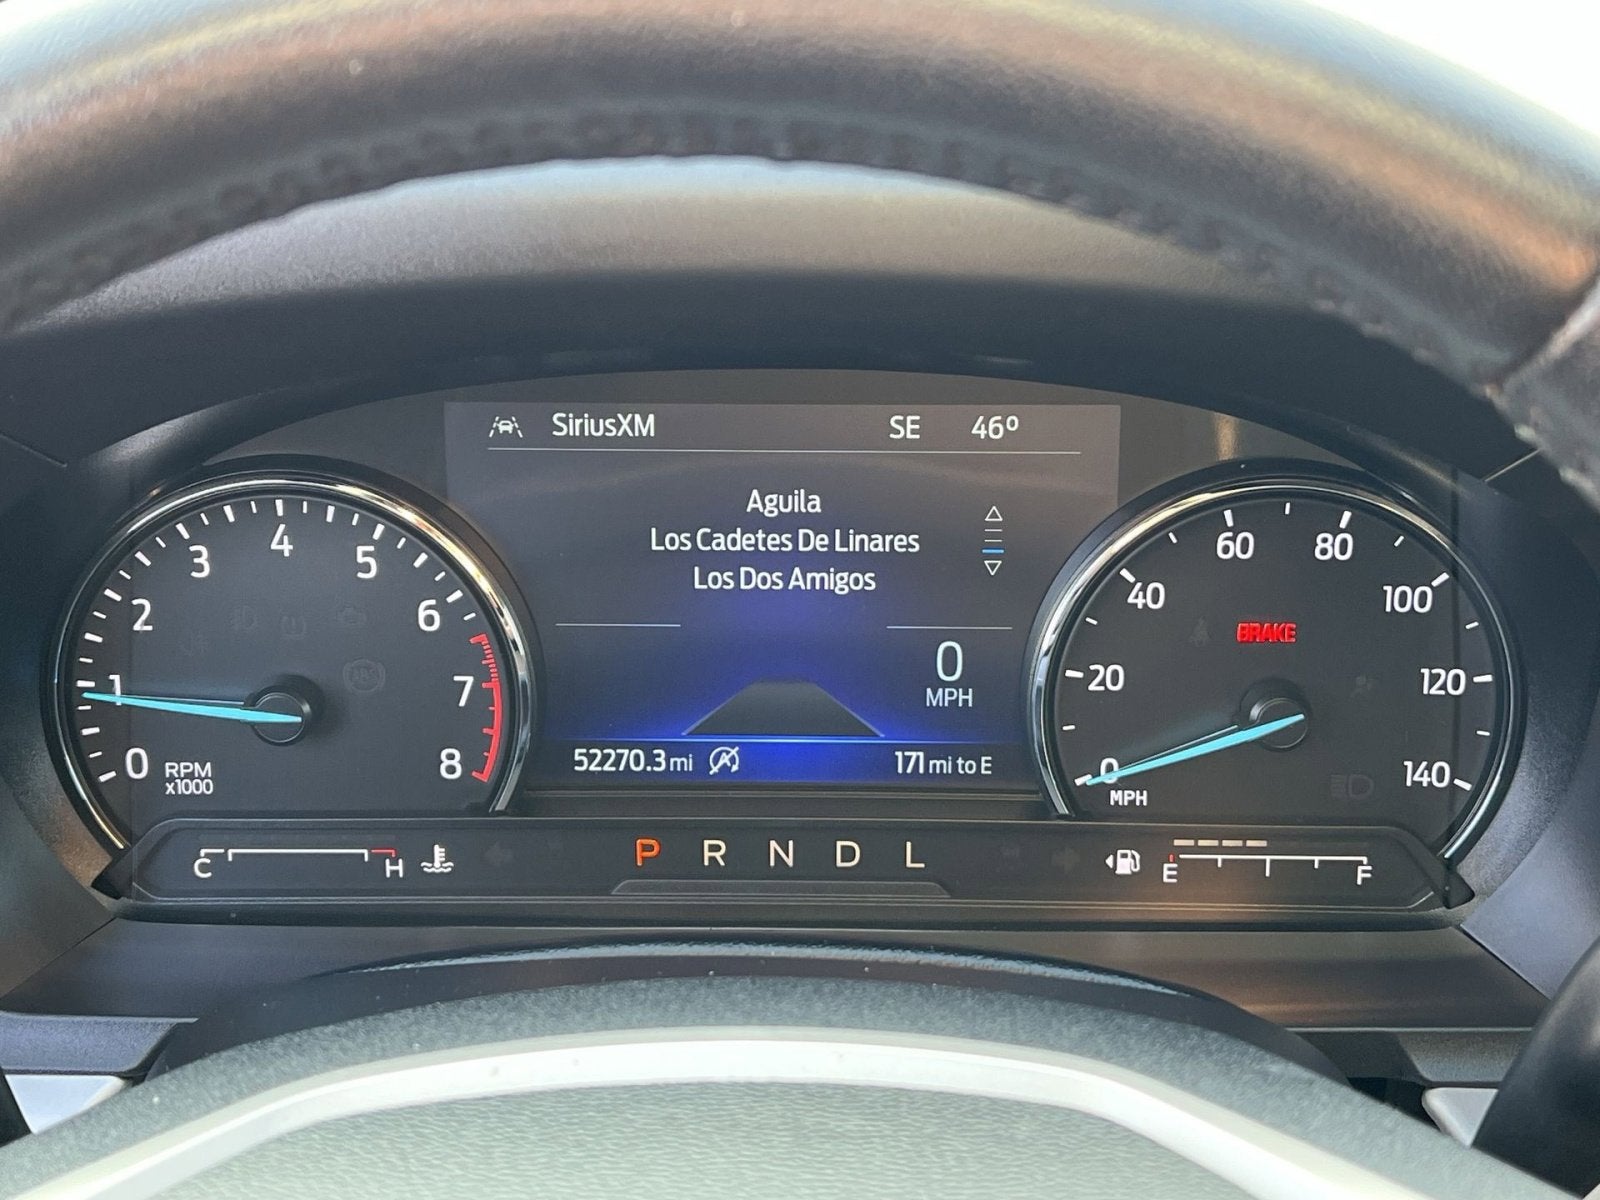 SiriusXM SE 46°
Aguila
Los Cadetes De Linares
Los Dos Amigos
0
MPH
52270.3 mi 171 mi to E
0 1 2 3 4 5 6 7 8
RPM
x1000
BRAKE
0 20 40 60 80 100 120 140
MPH
C H
P R N D L
E F